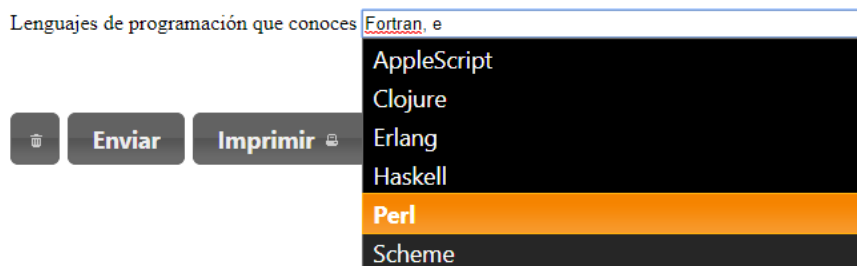 Lenguajes de programación que conoces Fortran, e
AppleScript
Clojure
Enviar Imprimir Erlang
Haskell
Perl
Scheme